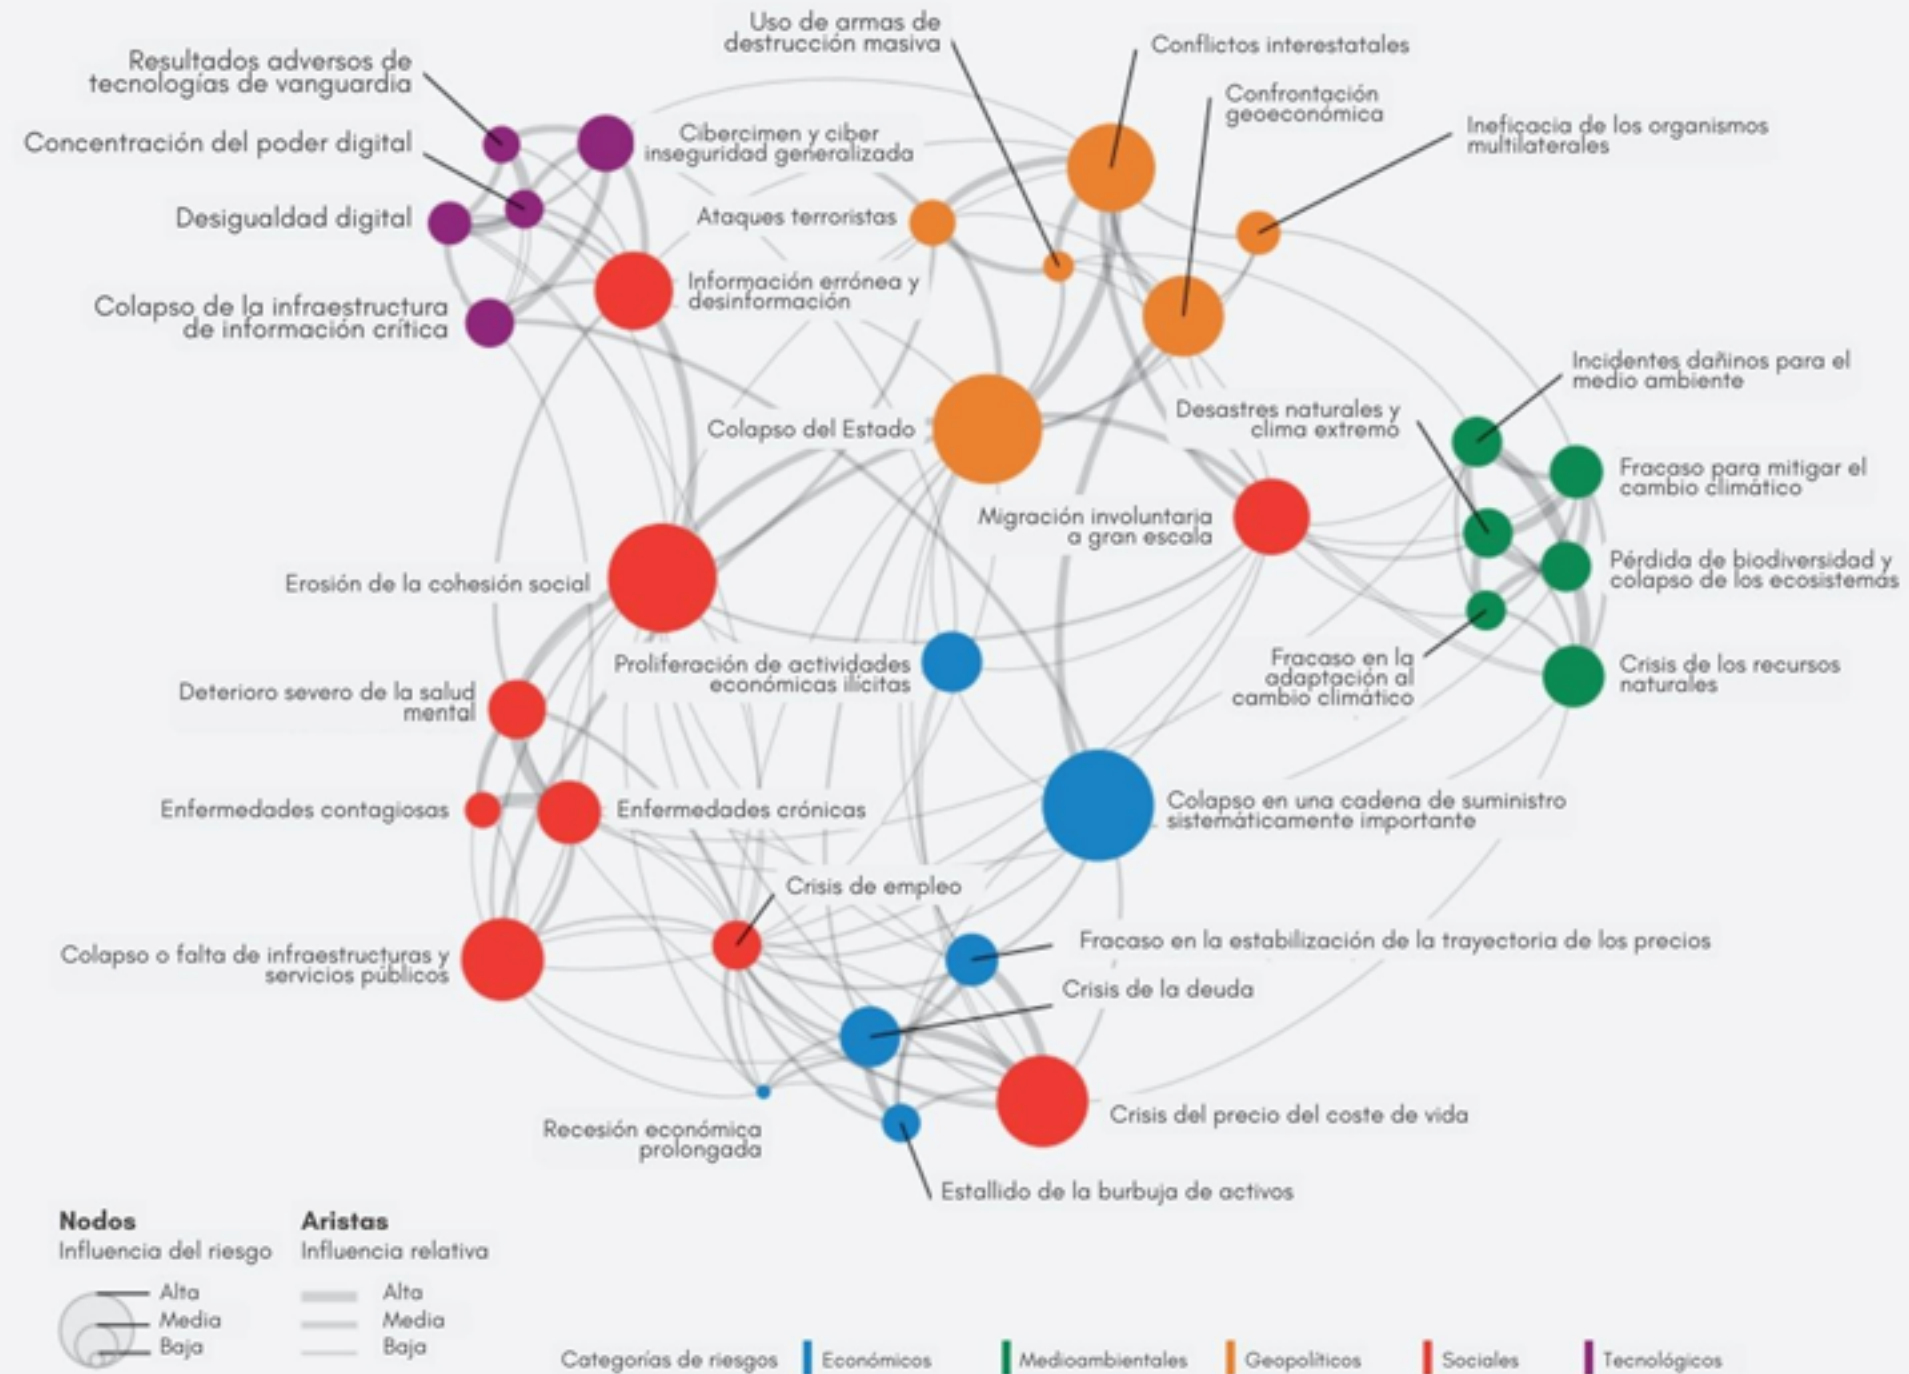 Uso de armas de
destrucción masiva
Conflictos interestatales
Resultados adversos de
tecnologías de vanguardia
Confrontación
geoeconómica
Ineficacia de los organismos
multilaterales
Concentración del poder digital
Cibercimen y ciber
inseguridad generalizada
Desigualdad digital
Ataques terroristas
Información errónea y
desinformación
Colapso de la infraestructura
de información crítica
Incidentes dañinos para el
medio ambiente
Desastres naturales y
clima extremo
Colapso del Estado
Fracaso para mitigar el
cambio climático
Migración involuntaria
a gran escala
Pérdida de biodiversidad y
colapso de los ecosistemas
Erosión de la cohesión social
Proliferación de actividades
económicas ilícitas
Fracaso en la
adaptación al
cambio climático
Crisis de los recursos
naturales
Deterioro severo de la salud
mental
Enfermedades contagiosas
Enfermedades crónicas
Colapso en una cadena de suministro
sistemáticamente importante
Crisis de empleo
Colapso o falta de infraestructuras y
servicios públicos
Fracaso en la estabilización de la trayectoria de los precios
Crisis de la deuda
Crisis del precio del coste de vida
Recesión económica
prolongada
Estallido de la burbuja de activos
Nodos
Influencia del riesgo
Alta
Media
Baja
Aristas
Influencia relativa
Alta
Media
Baja
Categorías de riesgos
Económicos
Medioambientales
Geopolíticos
Sociales
Tecnológicos